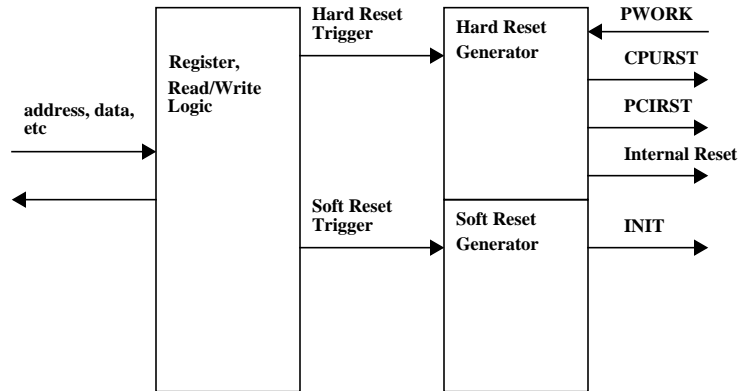 Hard Reset
Trigger
Hard Reset
Generator
PWORK
CPURST
PCIRST
Internal Reset
Register,
Read/Write
Logic
address, data,
etc
Soft Reset
Trigger
Soft Reset
Generator
INIT